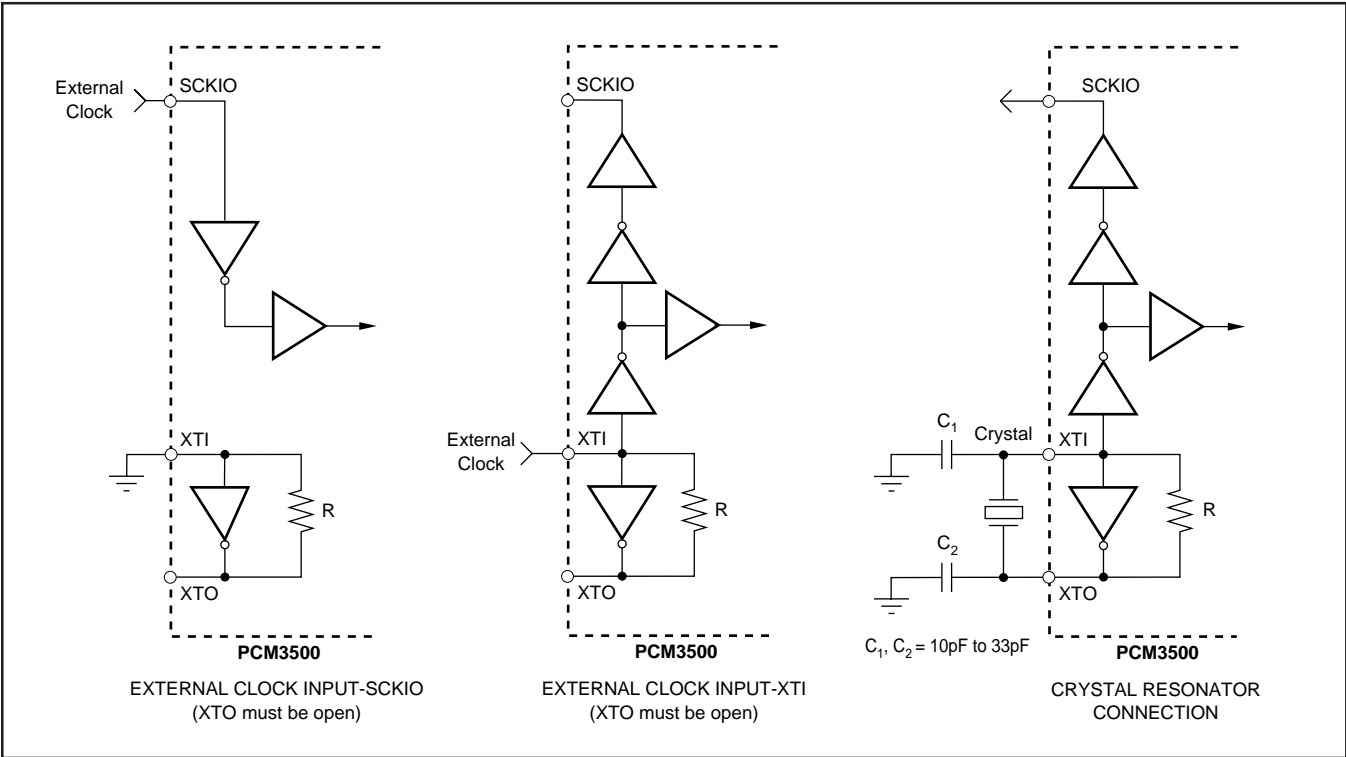 External
Clock
SCKIO
XTI
R
XTO
PCM3500
EXTERNAL CLOCK INPUT-SCKIO
(XTO must be open)
SCKIO
External
Clock
XTI
R
XTO
PCM3500
EXTERNAL CLOCK INPUT-XTI
(XTO must be open)
SCKIO
C1
Crystal
XTI
R
C2
XTO
C1, C2 = 10pF to 33pF
PCM3500
CRYSTAL RESONATOR
CONNECTION